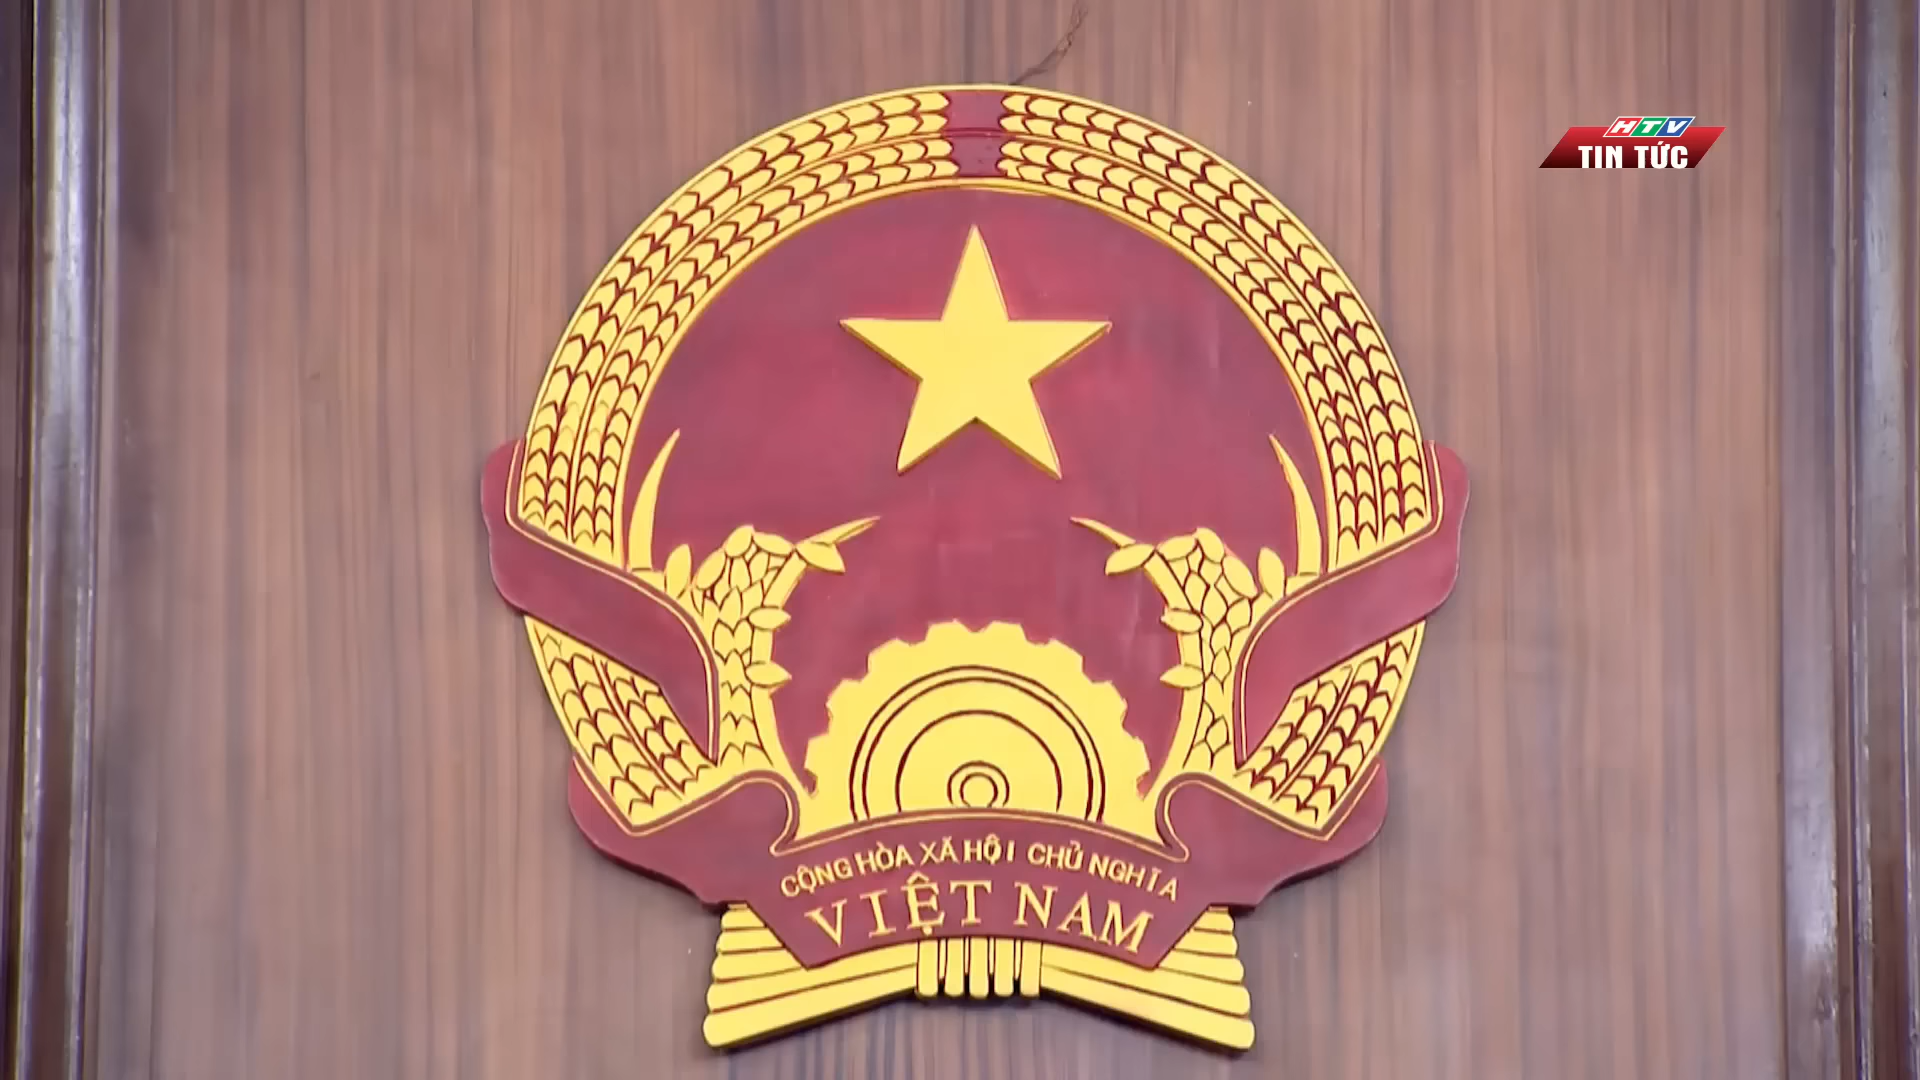 HTV
TIN TỨC
CỘNG HÒA XÃ HỘI CHỦ NGHĨA
VIỆT NAM